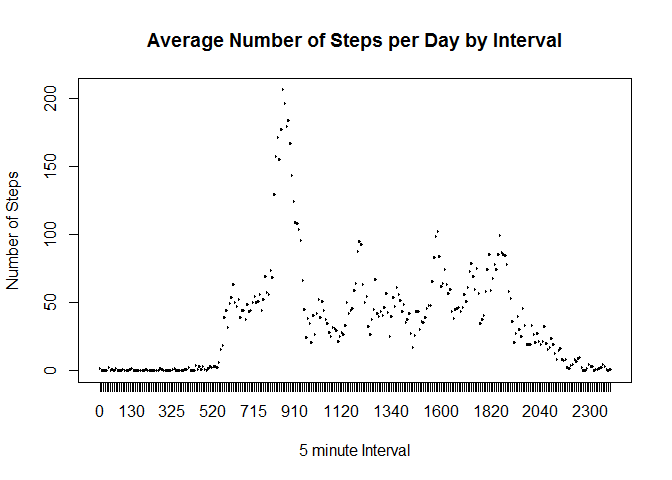 Average Number of Steps per Day by Interval
Number of Steps
200
150
100
50
0
0 130 325 520 715 910 1120 1340 1600 1820 2040 2300
5 minute Interval